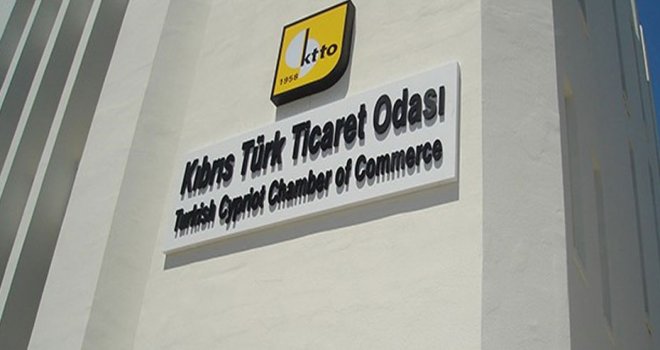 ktto
1958
Kıbrıs Türk Ticaret Odası
Turkish Cypriot Chamber of Commerce